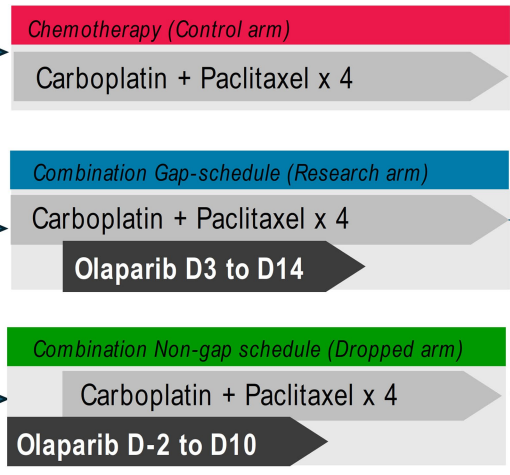 Chemotherapy (Control arm)
Carboplatin + Paclitaxel x 4
Combination Gap-schedule (Research arm)
Carboplatin + Paclitaxel x 4
Olaparib D3 to D14
Combination Non-gap schedule (Dropped arm)
Carboplatin + Paclitaxel x 4
Olaparib D-2 to D10